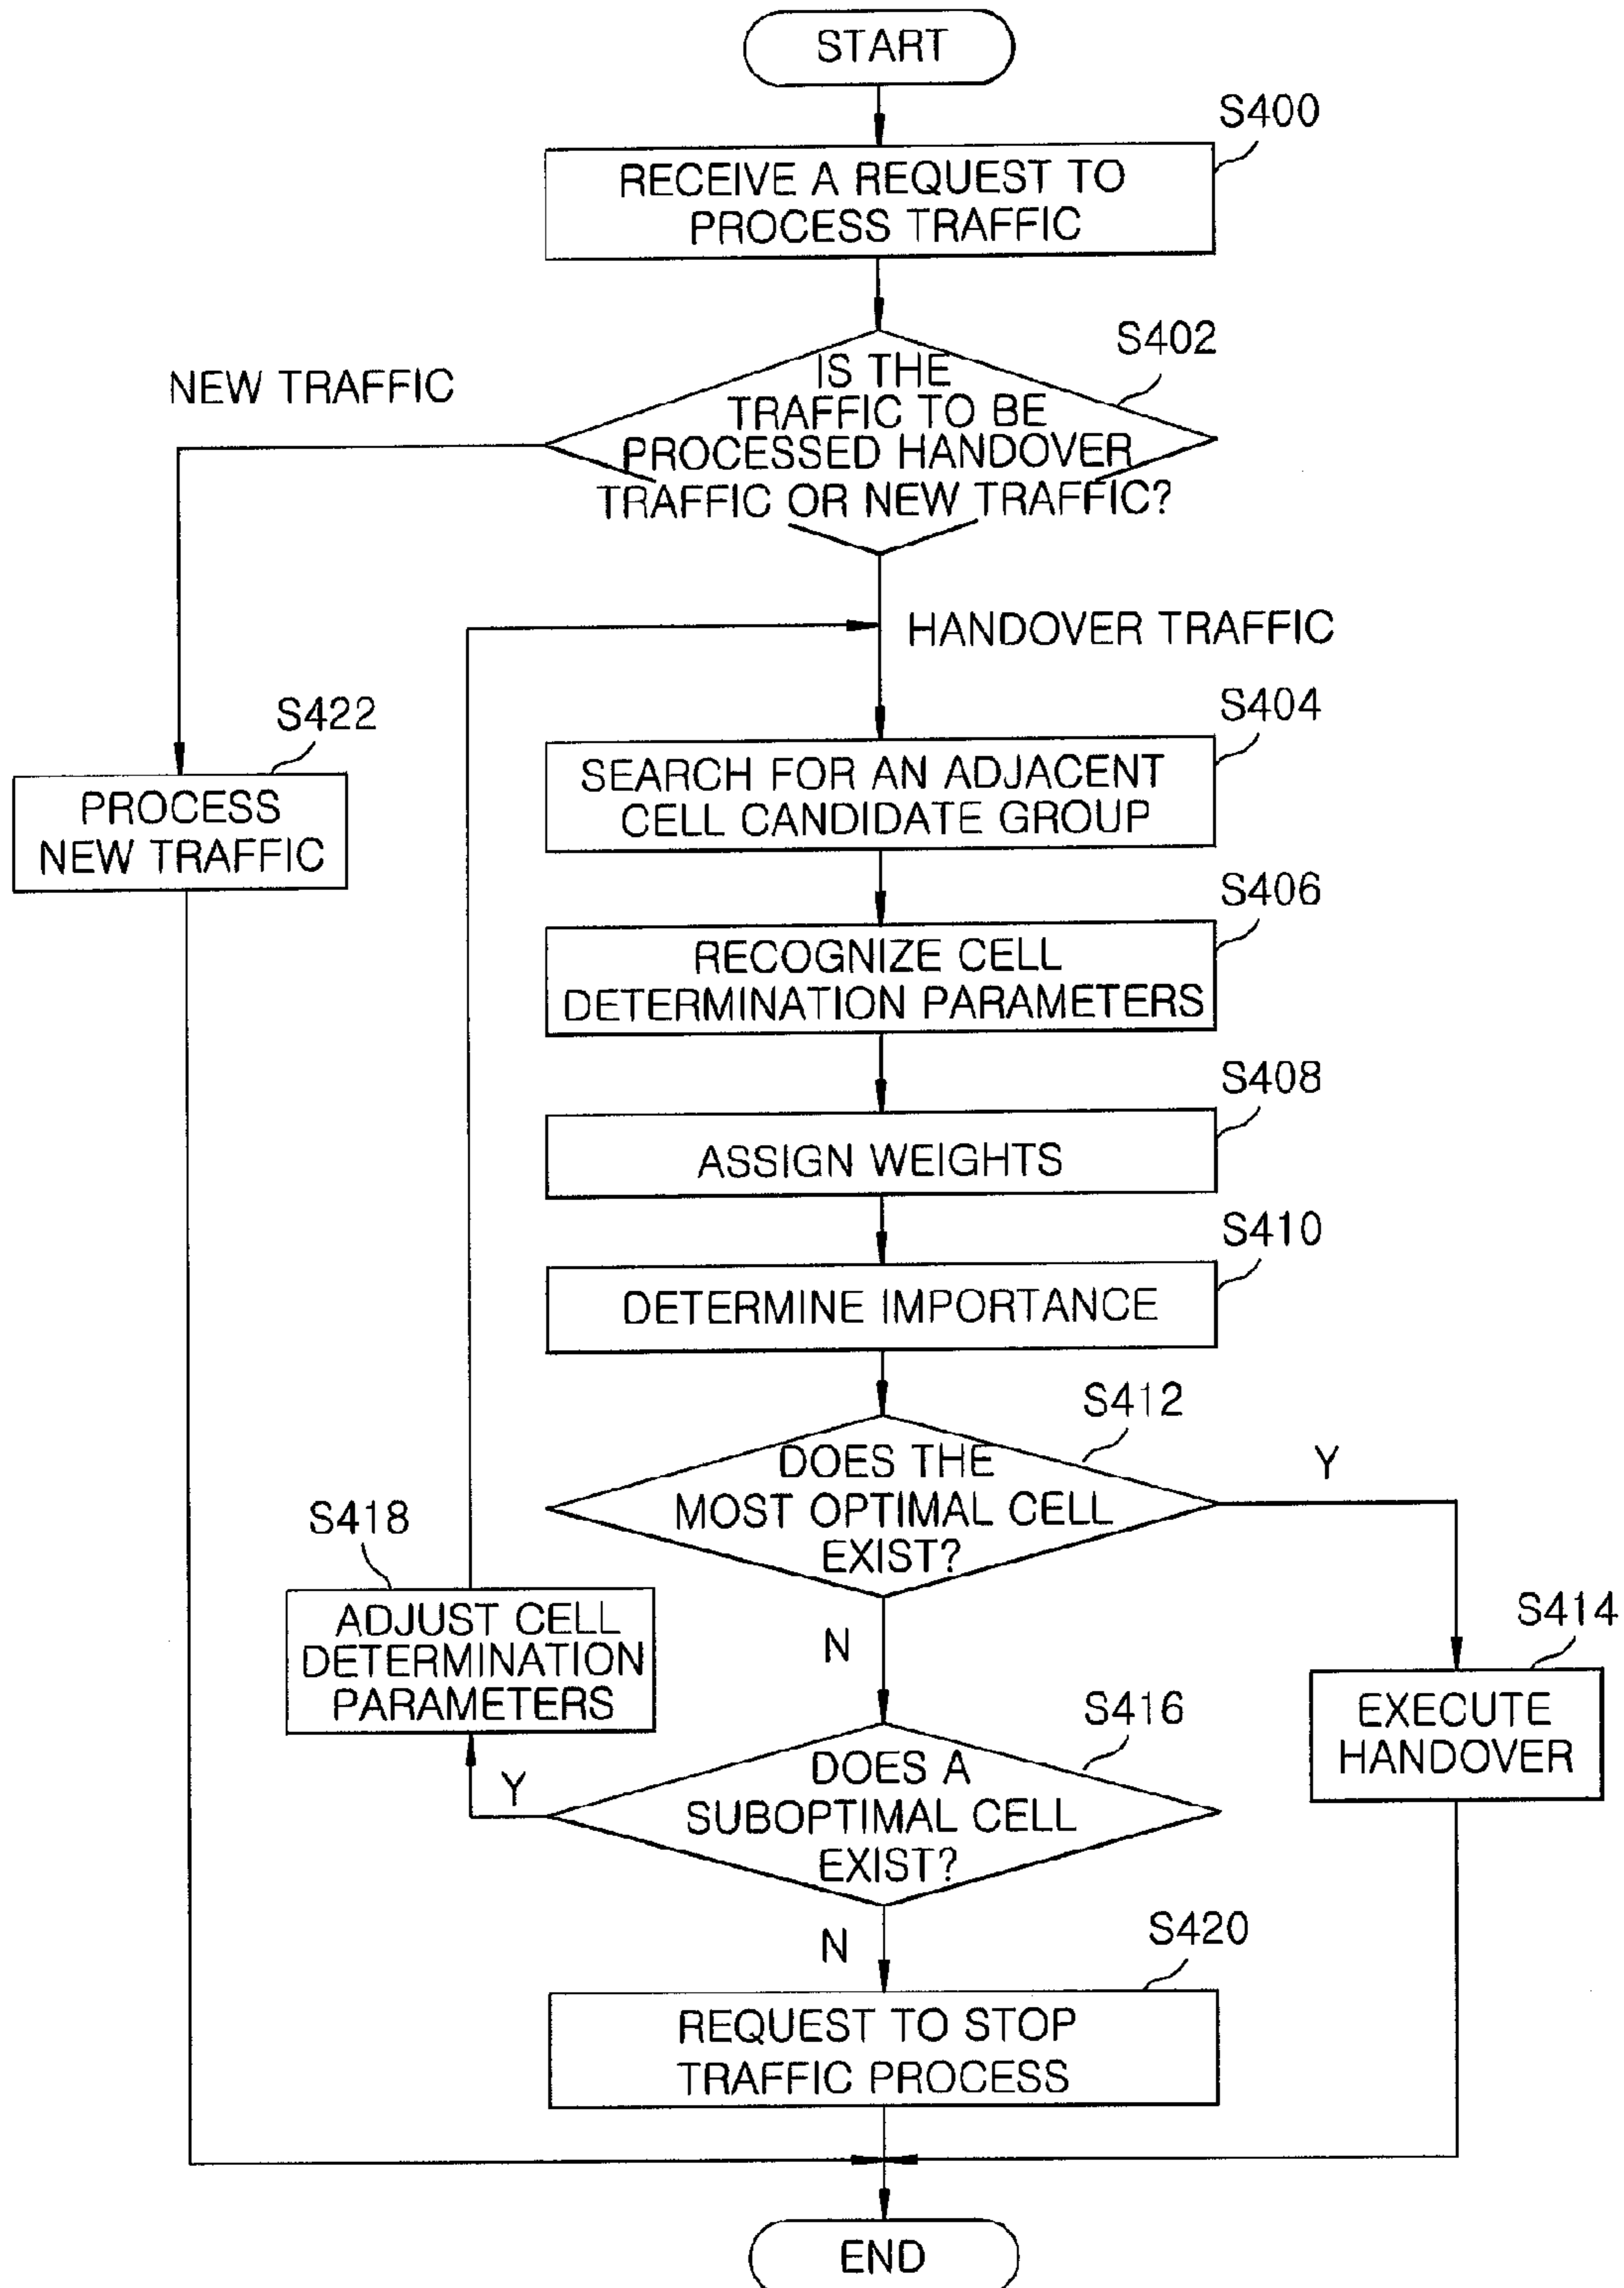 START
S400
RECEIVE A REQUEST TO
PROCESS TRAFFIC
S402
IS THE
TRAFFIC TO BE
PROCESSED HANDOVER
TRAFFIC OR NEW TRAFFIC?
NEW TRAFFIC
HANDOVER TRAFFIC
S422
PROCESS
NEW TRAFFIC
S404
SEARCH FOR AN ADJACENT
CELL CANDIDATE GROUP
S406
RECOGNIZE CELL
DETERMINATION PARAMETERS
S408
ASSIGN WEIGHTS
S410
DETERMINE IMPORTANCE
S412
DOES THE
MOST OPTIMAL CELL
EXIST?
Y
N
S418
ADJUST CELL
DETERMINATION
PARAMETERS
S414
EXECUTE
HANDOVER
S416
DOES A
SUBOPTIMAL CELL
EXIST?
Y
N
S420
REQUEST TO STOP
TRAFFIC PROCESS
END